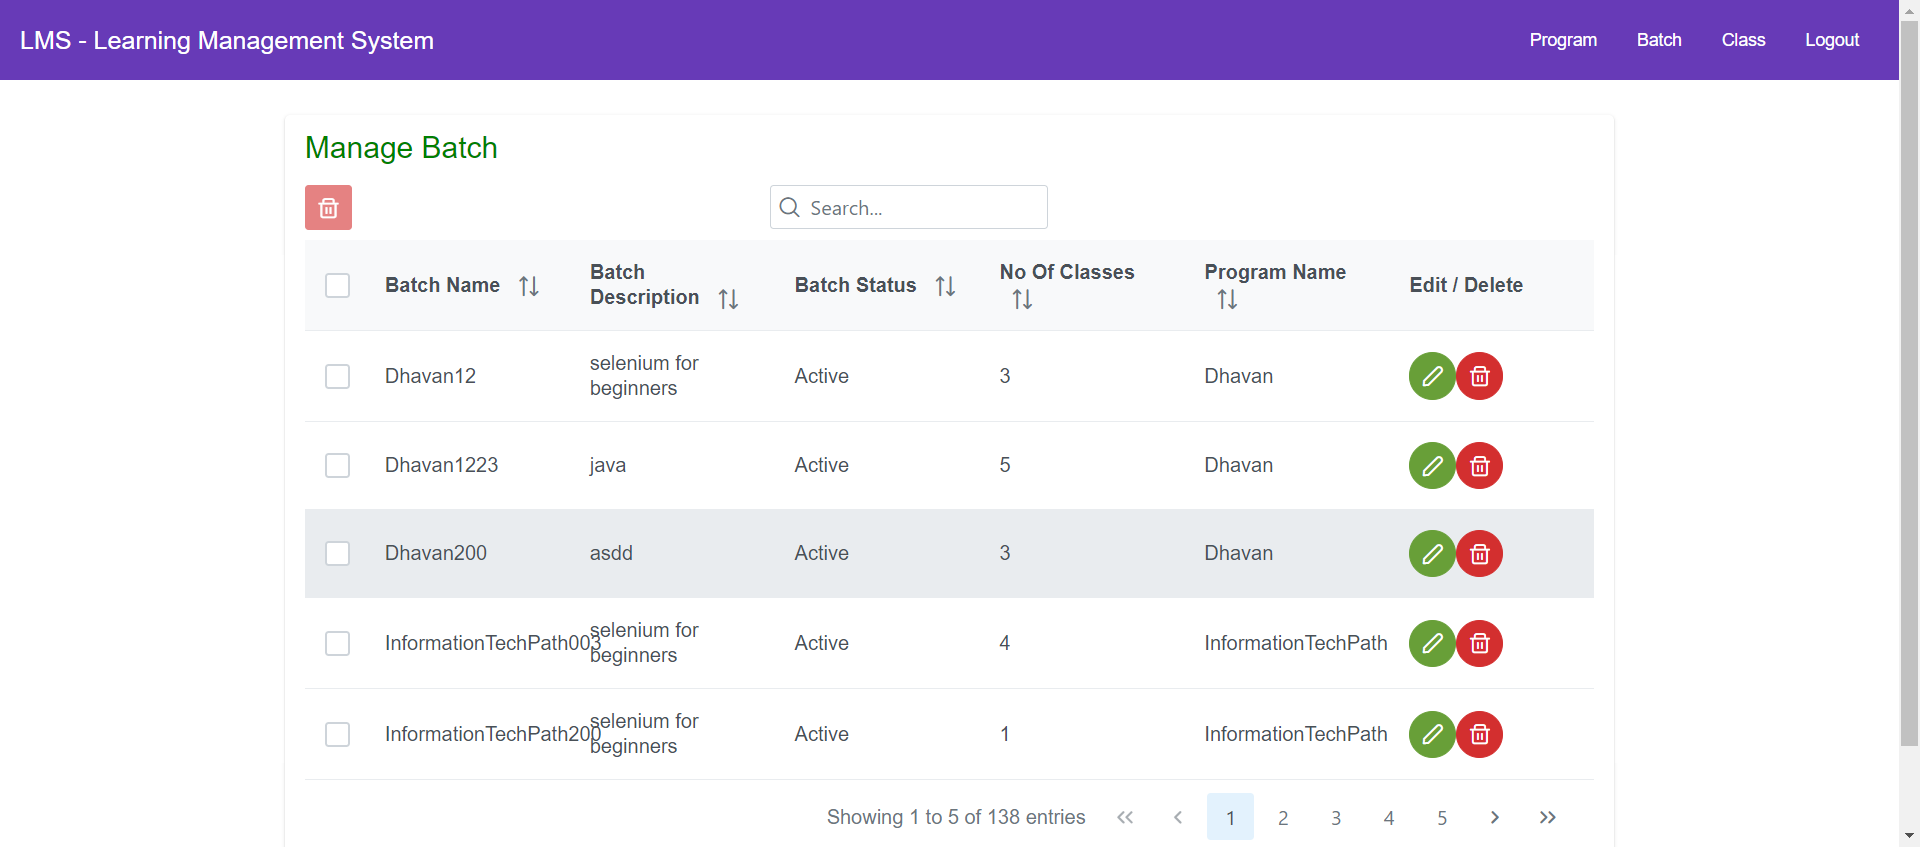 LMS - Learning Management System
Program Batch Class Logout
Manage Batch
Search...
Batch Name Batch Description Batch Status No Of Classes Program Name Edit / Delete
Dhavan12 selenium for beginners Active 3 Dhavan
Dhavan1223 java Active 5 Dhavan
Dhavan200 asdd Active 3 Dhavan
InformationTechPath003 selenium for beginners Active 4 InformationTechPath
InformationTechPath200 selenium for beginners Active 1 InformationTechPath
Showing 1 to 5 of 138 entries 1 2 3 4 5